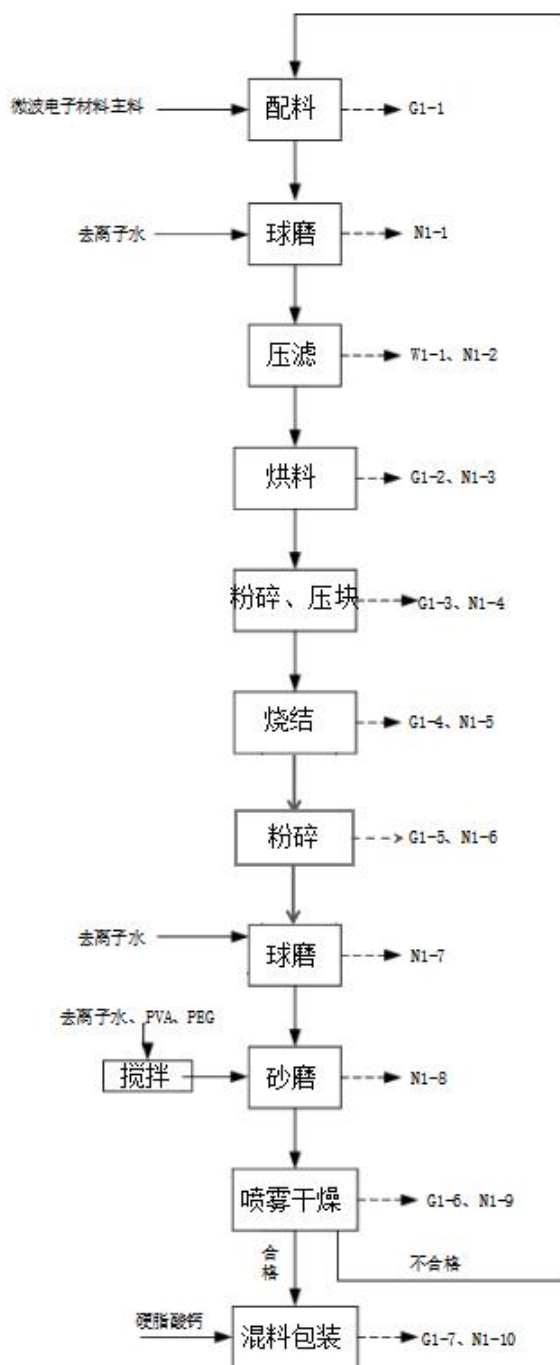 微波电子材料主料
配料
G1-1
去离子水
球磨
N1-1
压滤
W1-1、N1-2
烘料
G1-2、N1-3
粉碎、压块
G1-3、N1-4
烧结
G1-4、N1-5
粉碎
G1-5、N1-6
去离子水
球磨
N1-7
去离子水、PVA、PEG
搅拌
砂磨
N1-8
喷雾干燥
G1-6、N1-9
合格
不合格
硬脂酸钙
混料包装
G1-7、N1-10